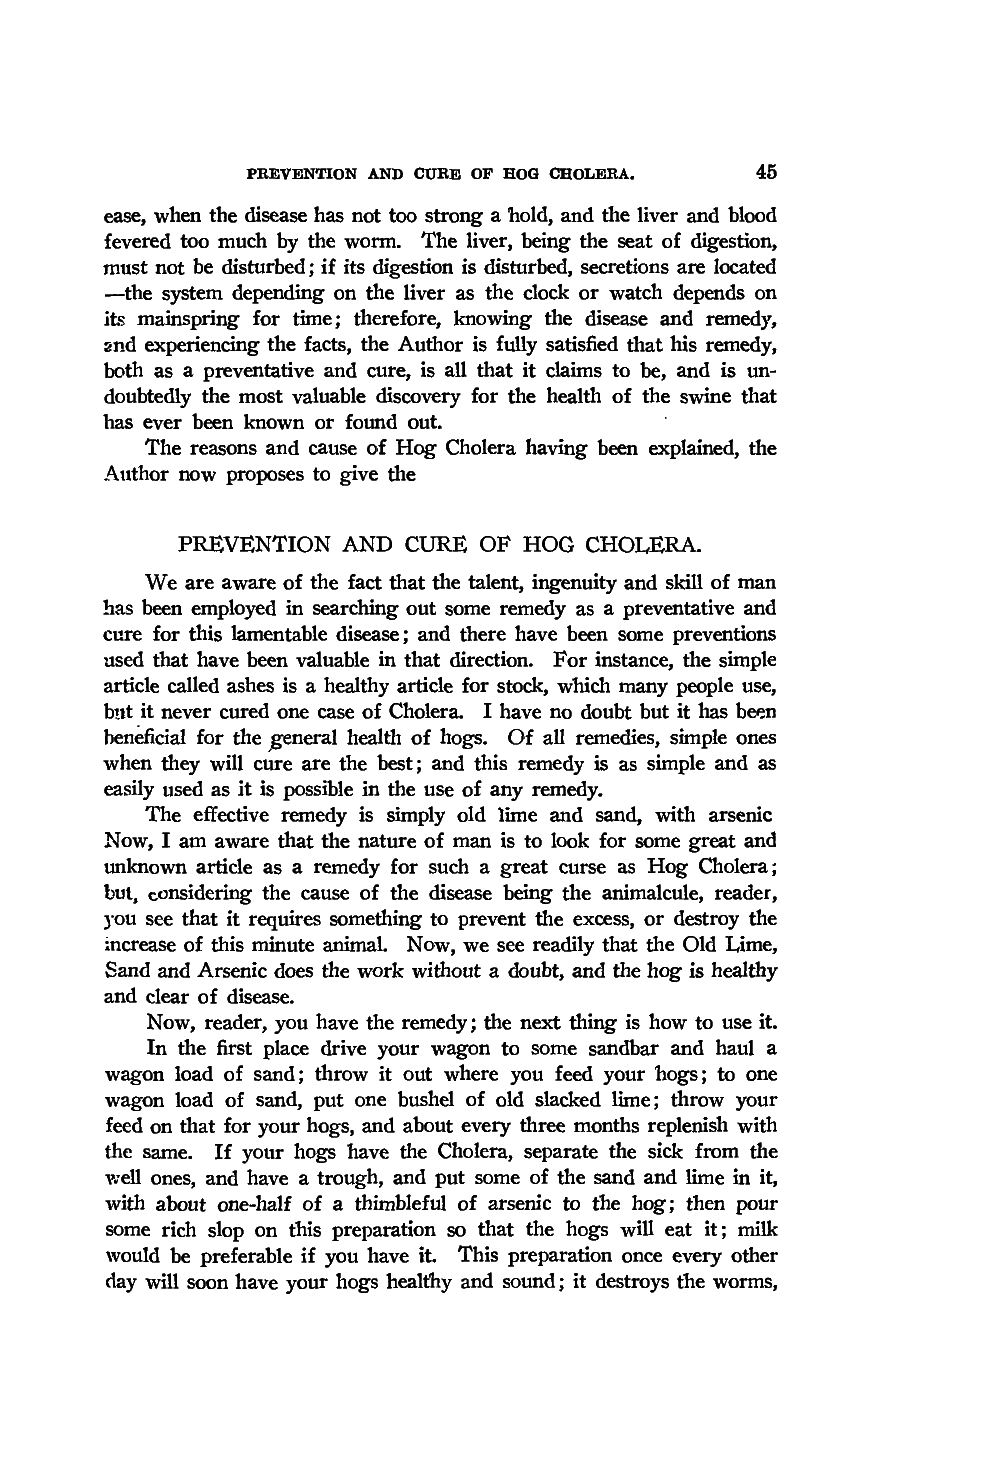 PREVENTION AND CURE OF HOG CHOLERA. 45
ease, when the disease has not too strong a hold, and the liver and blood
fevered too much by the worm. The liver, being the seat of digestion,
must not be disturbed; if its digestion is disturbed, secretions are located
—the system depending on the liver as the clock or watch depends on
its mainspring for time; therefore, knowing the disease and remedy,
and experiencing the facts, the Author is fully satisfied that his remedy,
both as a preventative and cure, is all that it claims to be, and is un-
doubtedly the most valuable discovery for the health of the swine that
has ever been known or found out.
The reasons and cause of Hog Cholera having been explained, the
Author now proposes to give the
PREVENTION AND CURE OF HOG CHOLERA.
We are aware of the fact that the talent, ingenuity and skill of man
has been employed in searching out some remedy as a preventative and
cure for this lamentable disease; and there have been some preventions
used that have been valuable in that direction. For instance, the simple
article called ashes is a healthy article for stock, which many people use,
but it never cured one case of Cholera. I have no doubt but it has been
beneficial for the general health of hogs. Of all remedies, simple ones
when they will cure are the best; and this remedy is as simple and as
easily used as it is possible in the use of any remedy.
The effective remedy is simply old lime and sand, with arsenic
Now, I am aware that the nature of man is to look for some great and
unknown article as a remedy for such a great curse as Hog Cholera;
but, considering the cause of the disease being the animalcule, reader,
you see that it requires something to prevent the excess, or destroy the
increase of this minute animal. Now, we see readily that the Old Lime,
Sand and Arsenic does the work without a doubt, and the hog is healthy
and clear of disease.
Now, reader, you have the remedy; the next thing is how to use it.
In the first place drive your wagon to some sandbar and haul a
wagon load of sand; throw it out where you feed your hogs; to one
wagon load of sand, put one bushel of old slacked lime; throw your
feed on that for your hogs, and about every three months replenish with
the same. If your hogs have the Cholera, separate the sick from the
well ones, and have a trough, and put some of the sand and lime in it,
with about one-half of a thimbleful of arsenic to the hog; then pour
some rich slop on this preparation so that the hogs will eat it; milk
would be preferable if you have it. This preparation once every other
day will soon have your hogs healthy and sound; it destroys the worms,